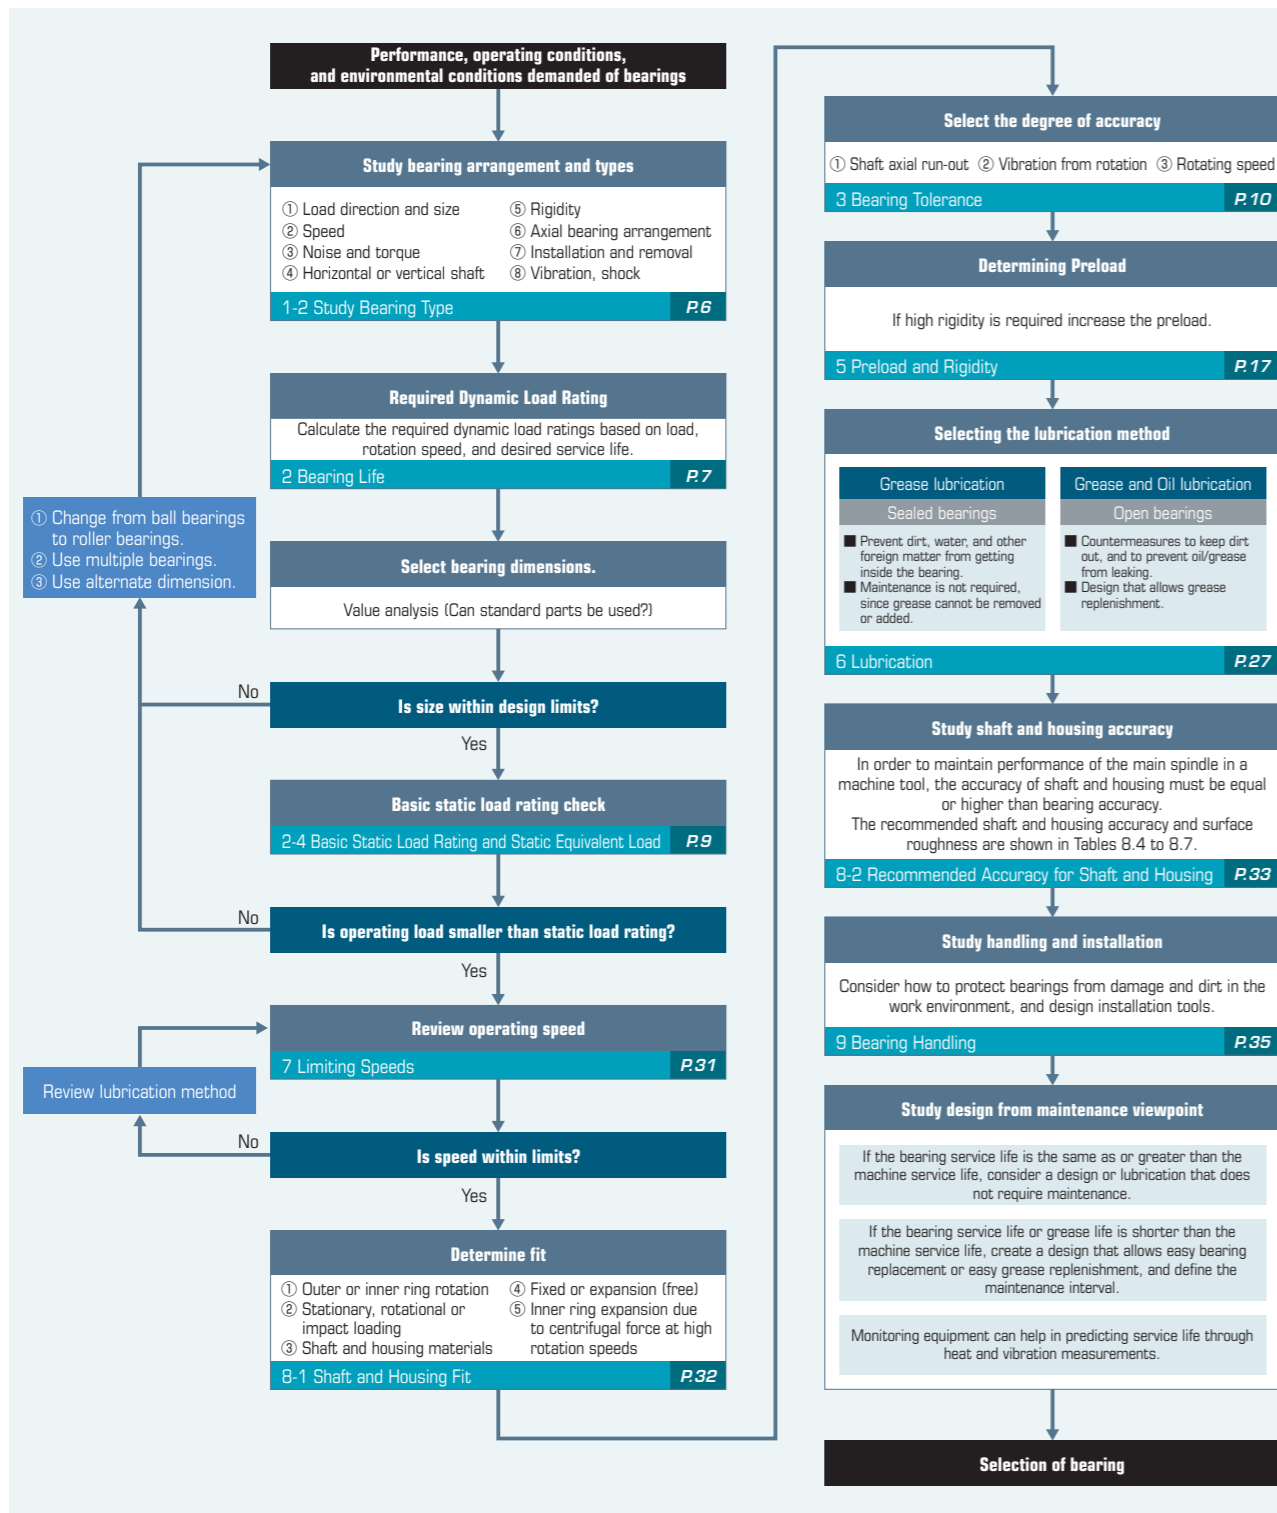 Performance, operating conditions,
and environmental conditions demanded of bearings
Study bearing arrangement and types
① Load direction and size
② Speed
③ Noise and torque
④ Horizontal or vertical shaft
⑤ Rigidity
⑥ Axial bearing arrangement
⑦ Installation and removal
⑧ Vibration, shock
1-2 Study Bearing Type P.6
Required Dynamic Load Rating
Calculate the required dynamic load ratings based on load,
rotation speed, and desired service life.
2 Bearing Life P.7
① Change from ball bearings
to roller bearings.
② Use multiple bearings.
③ Use alternate dimension.
Select bearing dimensions.
Value analysis (Can standard parts be used?)
No
Is size within design limits?
Yes
Basic static load rating check
2-4 Basic Static Load Rating and Static Equivalent Load P.9
No
Is operating load smaller than static load rating?
Yes
Review operating speed
7 Limiting Speeds P.31
Review lubrication method
No
Is speed within limits?
Yes
Determine fit
① Outer or inner ring rotation
② Stationary, rotational or
impact loading
③ Shaft and housing materials
④ Fixed or expansion (free)
⑤ Inner ring expansion due
to centrifugal force at high
rotation speeds
8-1 Shaft and Housing Fit P.32
Select the degree of accuracy
① Shaft axial run-out ② Vibration from rotation ③ Rotating speed
3 Bearing Tolerance P.10
Determining Preload
If high rigidity is required increase the preload.
5 Preload and Rigidity P.17
Selecting the lubrication method
Grease lubrication
Sealed bearings
■ Prevent dirt, water, and other
foreign matter from getting
inside the bearing.
■ Maintenance is not required,
since grease cannot be removed
or added.
Grease and Oil lubrication
Open bearings
■ Countermeasures to keep dirt
out, and to prevent oil/grease
from leaking.
■ Design that allows grease
replenishment.
6 Lubrication P.27
Study shaft and housing accuracy
In order to maintain performance of the main spindle in a
machine tool, the accuracy of shaft and housing must be equal
or higher than bearing accuracy.
The recommended shaft and housing accuracy and surface
roughness are shown in Tables 8.4 to 8.7.
8-2 Recommended Accuracy for Shaft and Housing P.33
Study handling and installation
Consider how to protect bearings from damage and dirt in the
work environment, and design installation tools.
9 Bearing Handling P.35
Study design from maintenance viewpoint
If the bearing service life is the same as or greater than the
machine service life, consider a design or lubrication that does
not require maintenance.
If the bearing service life or grease life is shorter than the
machine service life, create a design that allows easy bearing
replacement or easy grease replenishment, and define the
maintenance interval.
Monitoring equipment can help in predicting service life through
heat and vibration measurements.
Selection of bearing